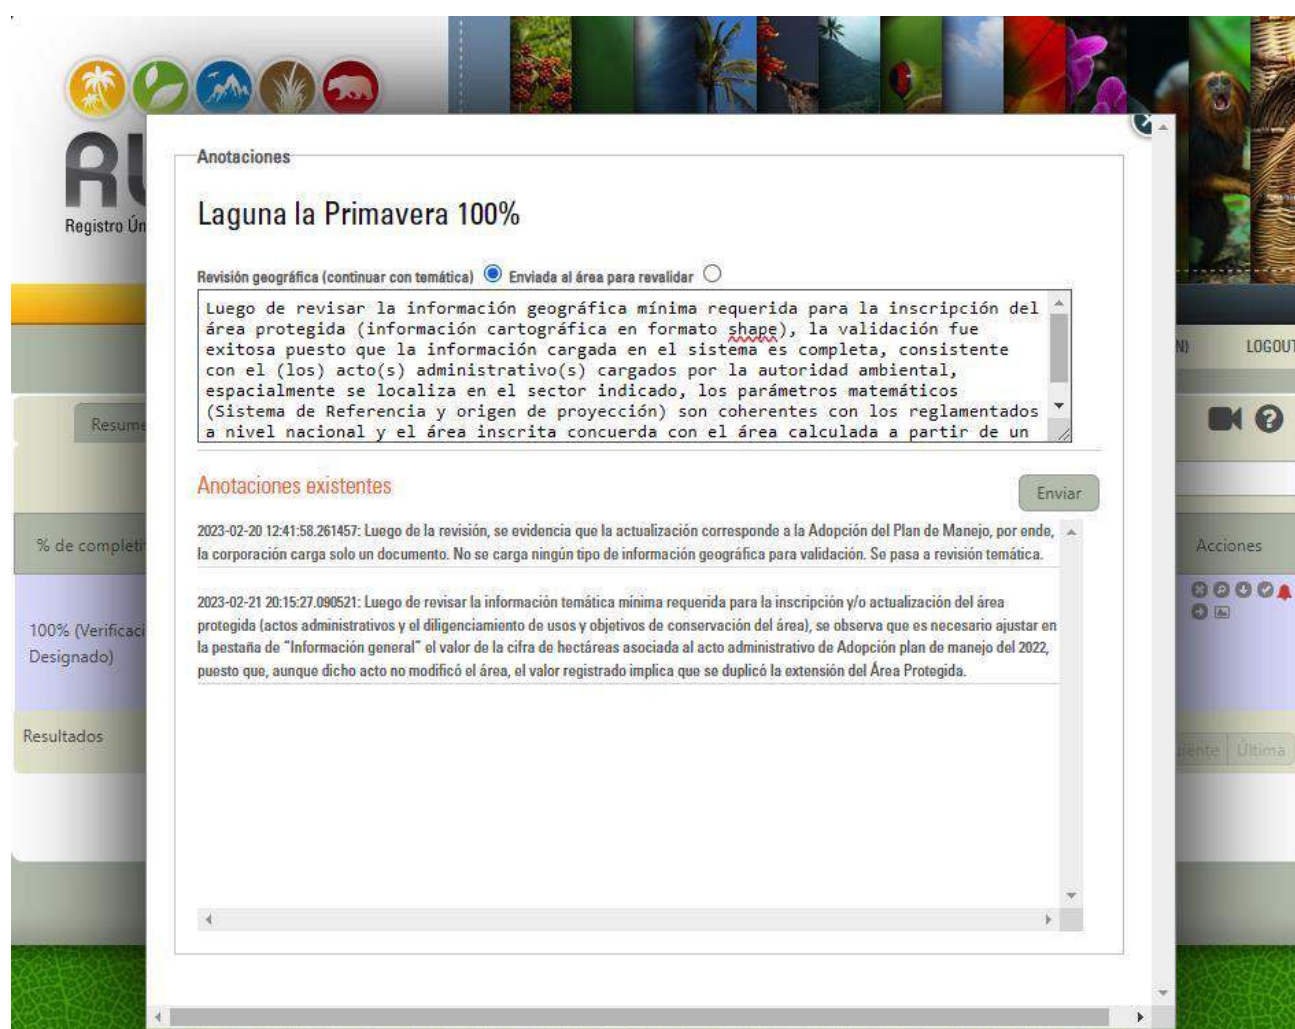 Registro Ún
Anotaciones
Laguna la Primavera 100%
Revisión geográfica (continuar con temática) Enviada al área para revalidar
Luego de revisar la información geográfica mínima requerida para la inscripción del
área protegida (información cartográfica en formato shape), la validación fue
exitosa puesto que la información cargada en el sistema es completa, consistente
con el (los) acto(s) administrativo(s) cargados por la autoridad ambiental,
espacialmente se localiza en el sector indicado, los parámetros matemáticos
(Sistema de Referencia y origen de proyección) son coherentes con los reglamentados
a nivel nacional y el área inscrita concuerda con el área calculada a partir de un
LOGOUT
Resume
Anotaciones existentes
Enviar
2023-02-20 12:41:58.261457: Luego de la revisión, se evidencia que la actualización corresponde a la Adopción del Plan de Manejo, por ende,
la corporación carga solo un documento. No se carga ningún tipo de información geográfica para validación. Se pasa a revisión temática.
% de completi
Acciones
2023-02-21 20:15:27.090521: Luego de revisar la información temática mínima requerida para la inscripción y/o actualización del área
protegida (actos administrativos y el diligenciamiento de usos y objetivos de conservación del área), se observa que es necesario ajustar en
la pestaña de "Información general" el valor de la cifra de hectáreas asociada al acto administrativo de Adopción plan de manejo del 2022,
puesto que, aunque dicho acto no modificó el área, el valor registrado implica que se duplicó la extensión del Área Protegida.
100% (Verificaci
Designado)
Resultados
uiente Última